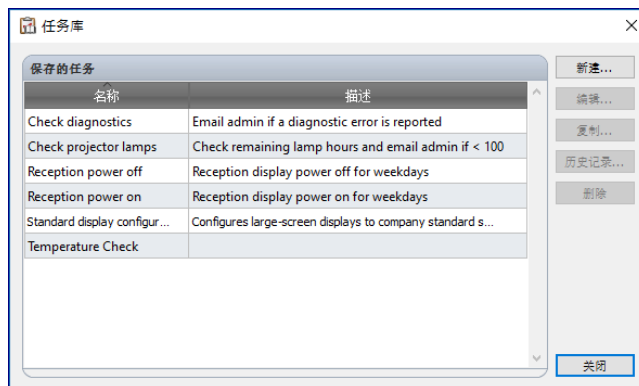 任务库
保存的任务
名称 描述
Check diagnostics Email admin if a diagnostic error is reported
Check projector lamps Check remaining lamp hours and email admin if < 100
Reception power off Reception display power off for weekdays
Reception power on Reception display power on for weekdays
Standard display configur... Configures large-screen displays to company standard s...
Temperature Check
新建...
编辑...
复制...
历史记录...
删除
关闭